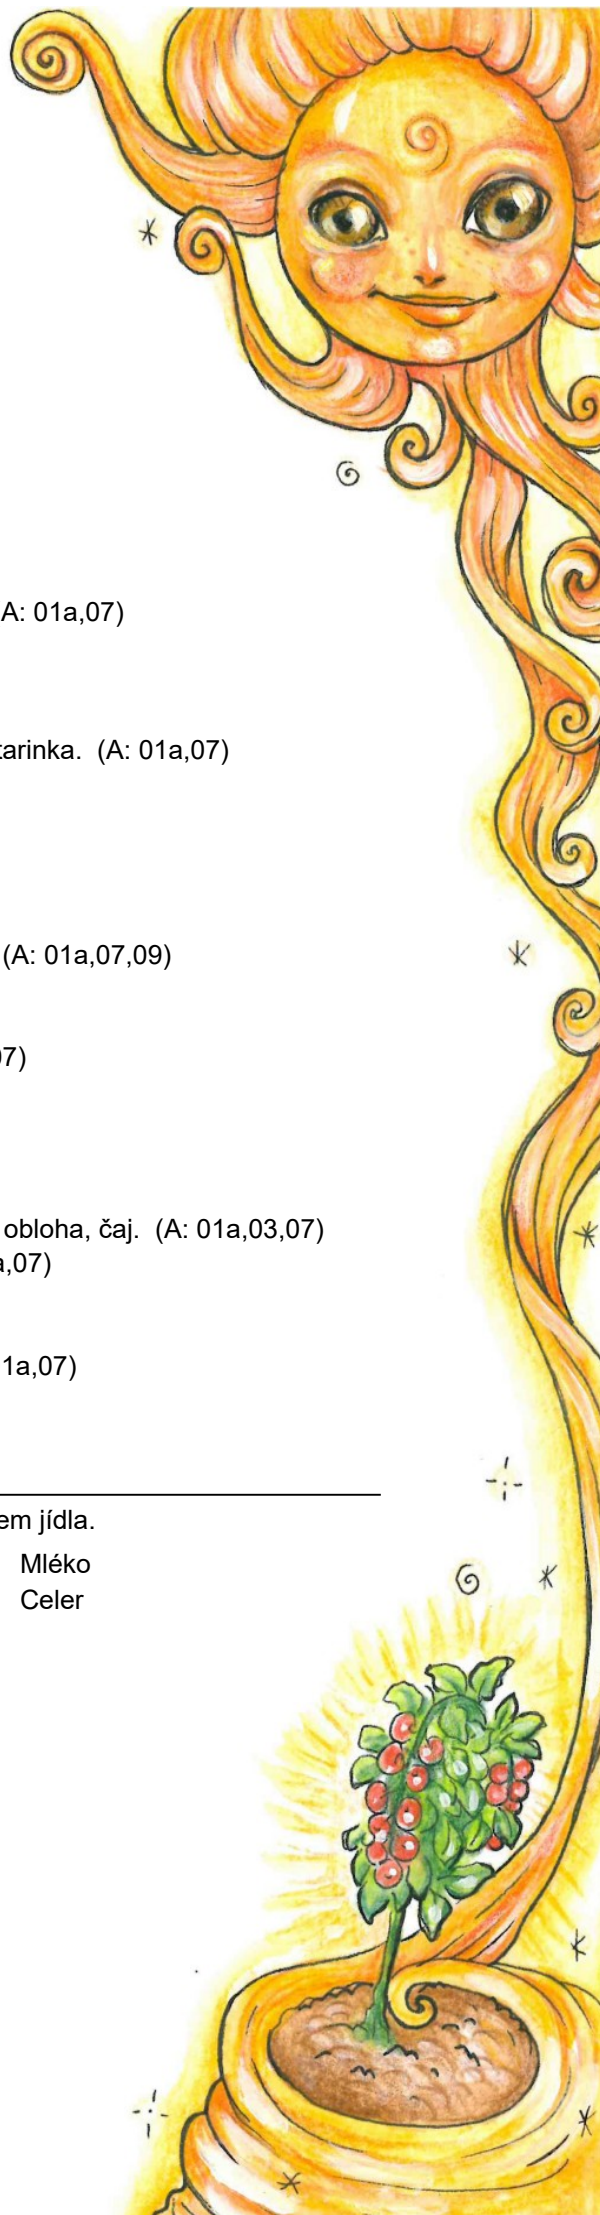 A: 01a,07)
tarinka. (A: 01a,07)
(A: 01a,07,09)
07)
obloha, čaj. (A: 01a,03,07)
a,07)
1a,07)
em jídla.
Mléko
Celer